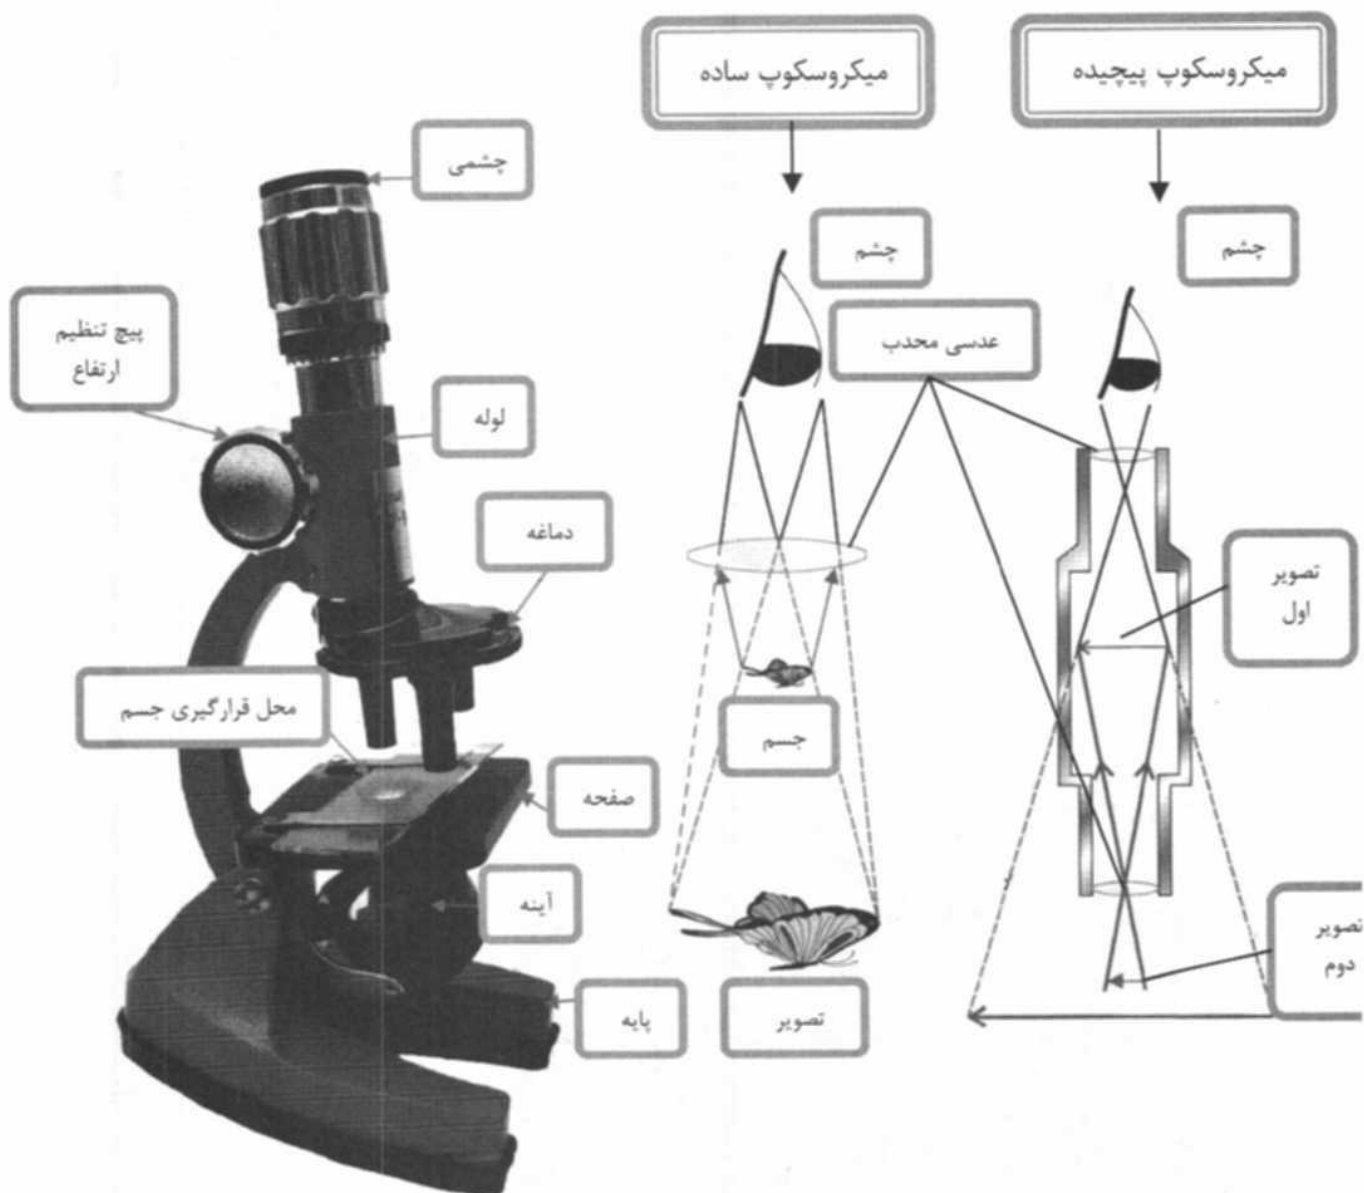 میکروسکوپ پیچیده
میکروسکوپ ساده
چشمی
چشم
چشم
پیچ تنظیم
ارتفاع
عدسی محدب
لوله
دماغه
تصویر
اول
محل قرارگیری جسم
جسم
صفحه
آینه
تصویر
دوم
پایه
تصویر